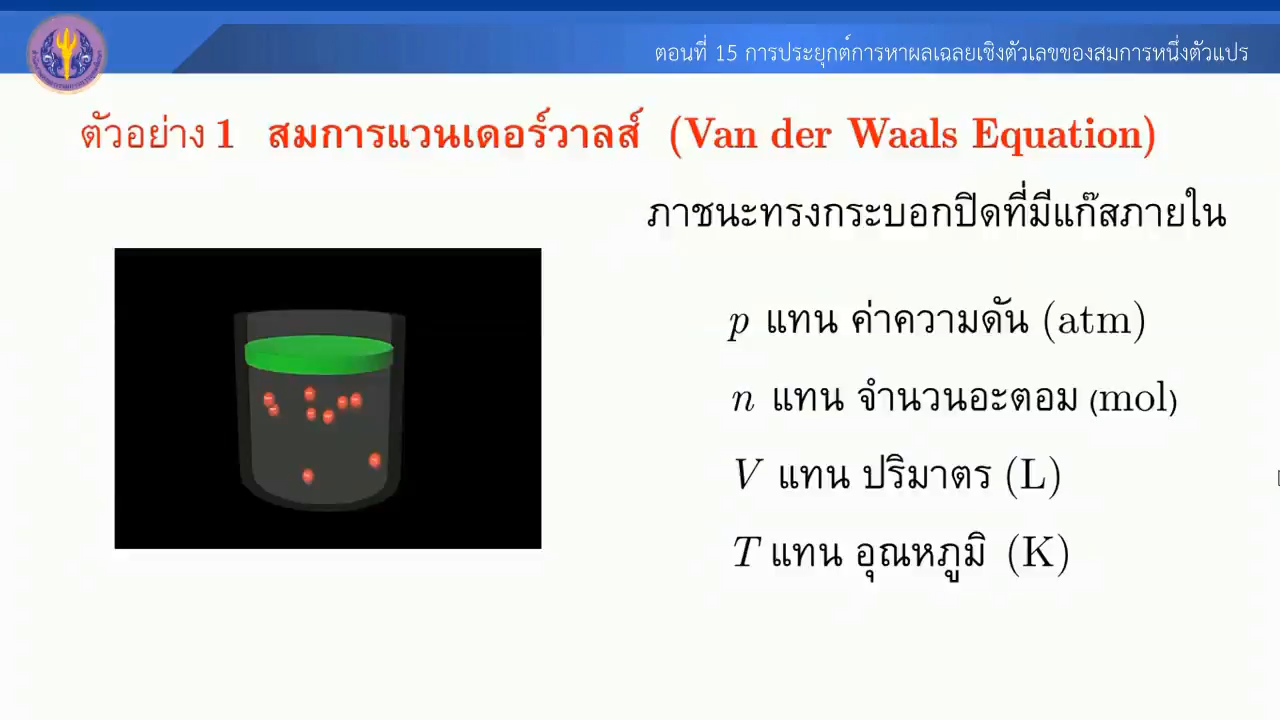 ตอนที่ 15 การประยุกต์การหาผลเฉลยเชิงตัวเลขของสมการหนึ่งตัวแปร
ตัวอย่าง 1 สมการแวนเดอร์วาลส์ (Van der Waals Equation)
ภาชนะทรงกระบอกปิดที่มีแก๊สภายใน
p แทน ค่าความดัน (atm)
n แทน จำนวนอะตอม (mol)
V แทน ปริมาตร (L)
T แทน อุณหภูมิ (K)